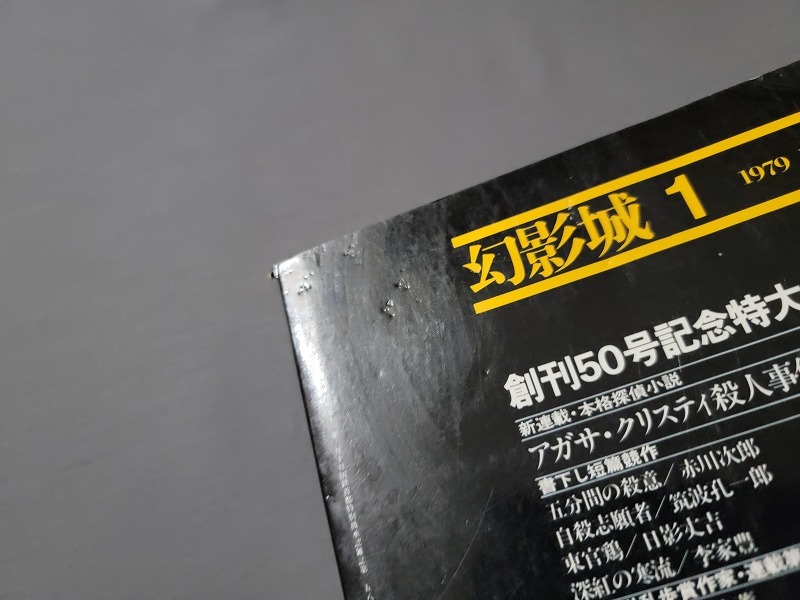 幻影城 1 1979
創刊50号記念特大
新連載・本格探偵小説
アガサ・クリスティ殺人事件
書下し短篇競作
五分間の殺意/赤川次郎
自殺志願者/筑波孔一郎
東官鶏/日影丈吉
深紅の寒流/李家豊